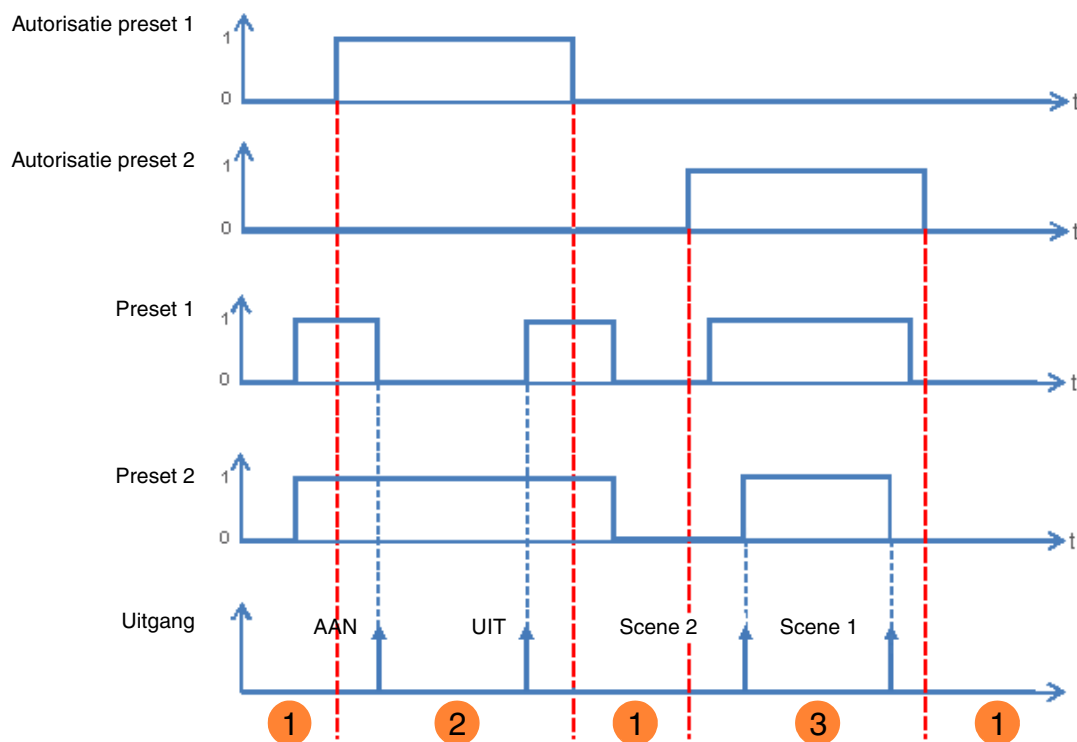 Autorisatie preset 1
1
0
t
Autorisatie preset 2
1
0
t
Preset 1
1
0
t
Preset 2
1
0
t
Uitgang
AAN
UIT
Scene 2
Scene 1
1
2
1
3
1